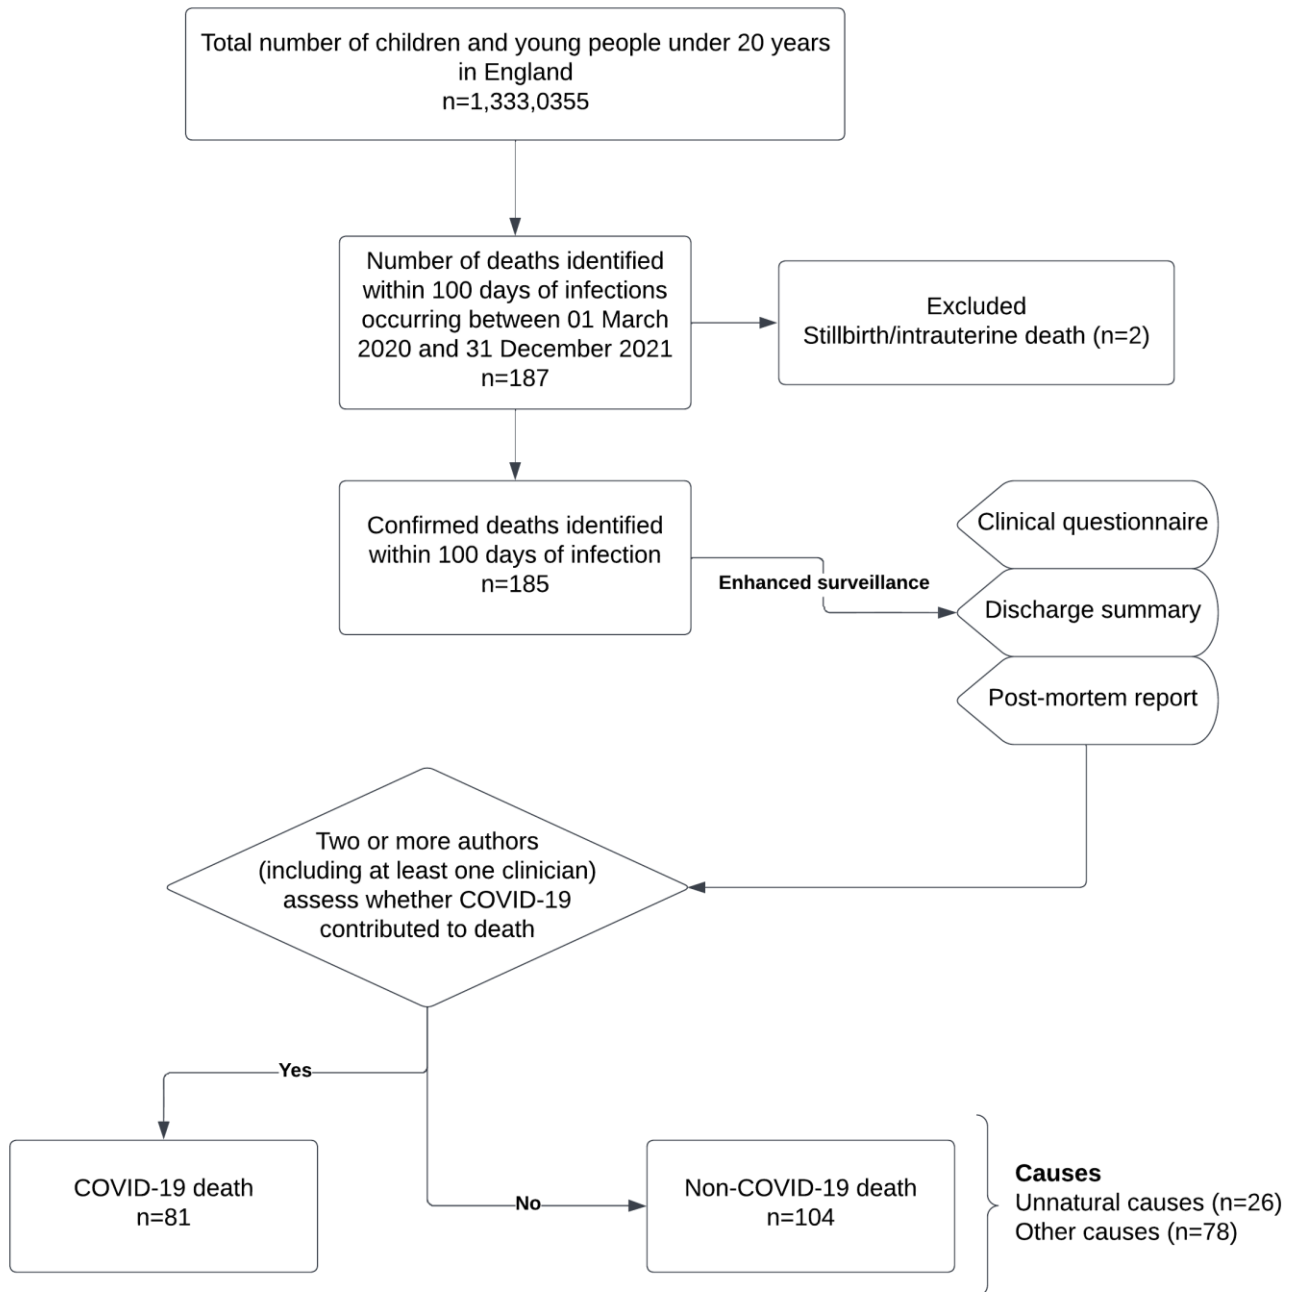 Total number of children and young people under 20 years
in England
n=1,333,0355
Number of deaths identified
within 100 days of infections
occurring between 01 March
2020 and 31 December 2021
n=187
Excluded
Stillbirth/intrauterine death (n=2)
Confirmed deaths identified
within 100 days of infection
n=185
Enhanced surveillance
Clinical questionnaire
Discharge summary
Post-mortem report
Two or more authors
(including at least one clinician)
assess whether COVID-19
contributed to death
Yes
No
COVID-19 death
n=81
Non-COVID-19 death
n=104
Causes
Unnatural causes (n=26)
Other causes (n=78)